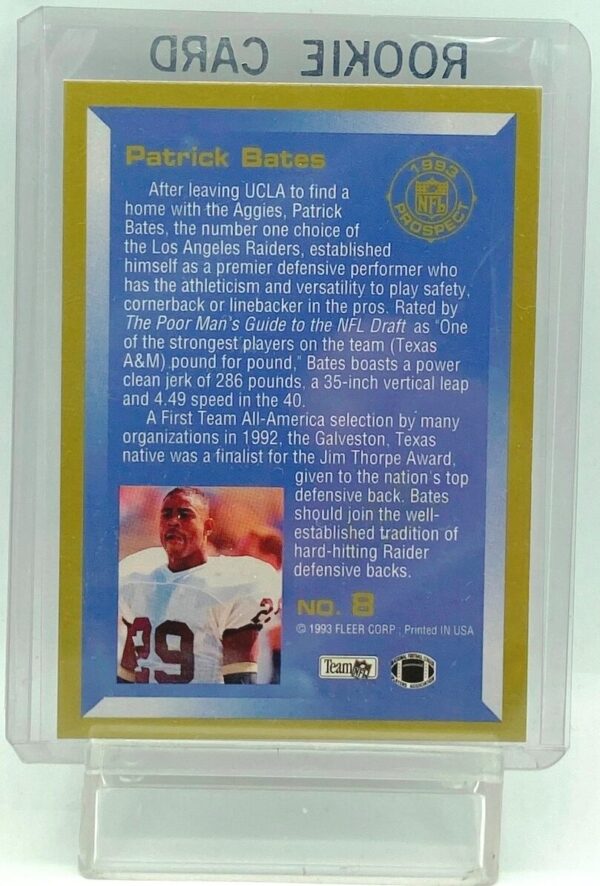 ROOKIE CARD
Patrick Bates
1993
NFL
PROSPECT
After leaving UCLA to find a
home with the Aggies, Patrick
Bates, the number one choice of
the Los Angeles Raiders, established
himself as a premier defensive performer who
has the athleticism and versatility to play safety,
cornerback or linebacker in the pros. Rated by
The Poor Man's Guide to the NFL Draft as "One
of the strongest players on the team (Texas
A&M) pound for pound," Bates boasts a power
clean jerk of 286 pounds, a 35-inch vertical leap
and 4.49 speed in the 40.
A First Team All-America selection by many
organizations in 1992, the Galveston, Texas
native was a finalist for the Jim Thorpe Award,
given to the nation's top
defensive back. Bates
should join the well-
established tradition of
hard-hitting Raider
defensive backs.
29
NO. 8
© 1993 FLEER CORP., Printed IN USA
Team NFL